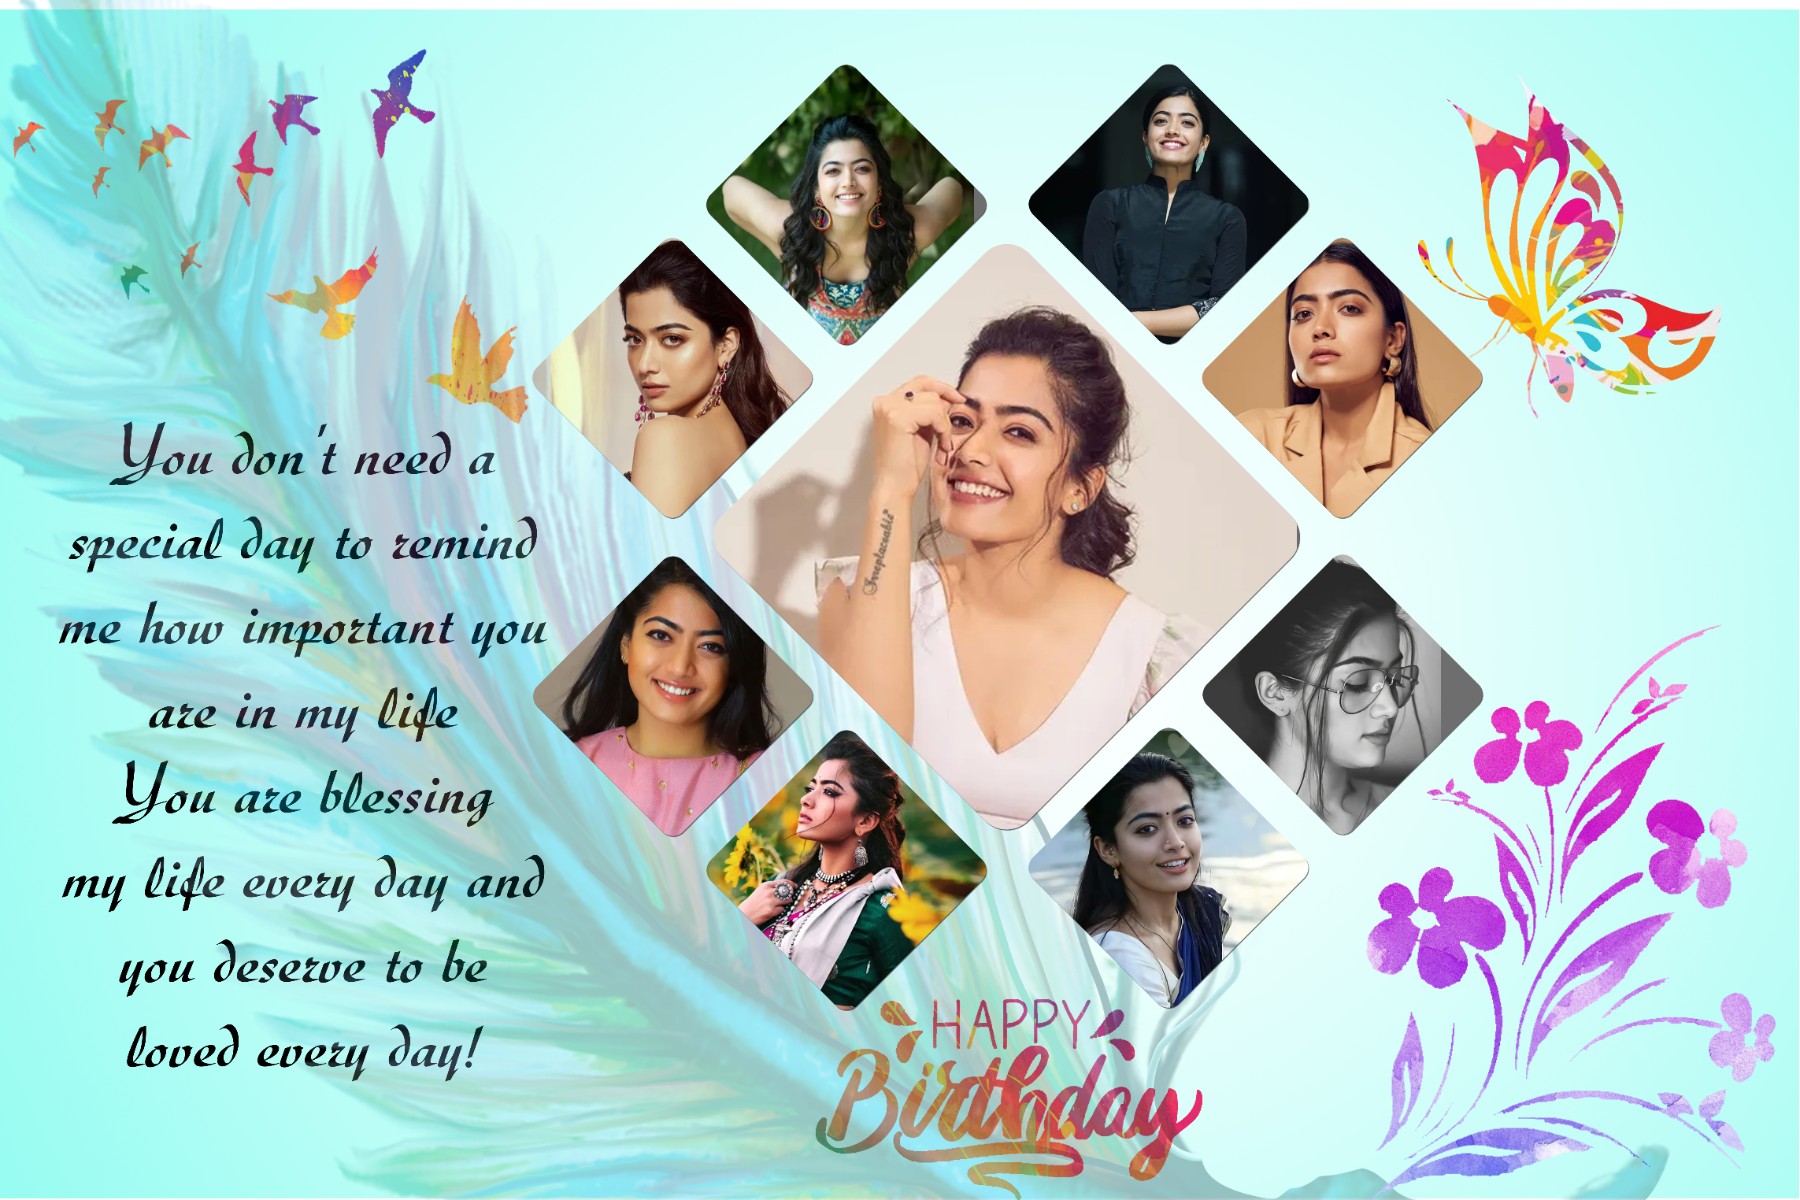 You don't need a
special day to remind
me how important you
are in my life
You are blessing
my life every day and
you deserve to be
loved every day!
Irreplaceable
HAPPY
Birthday